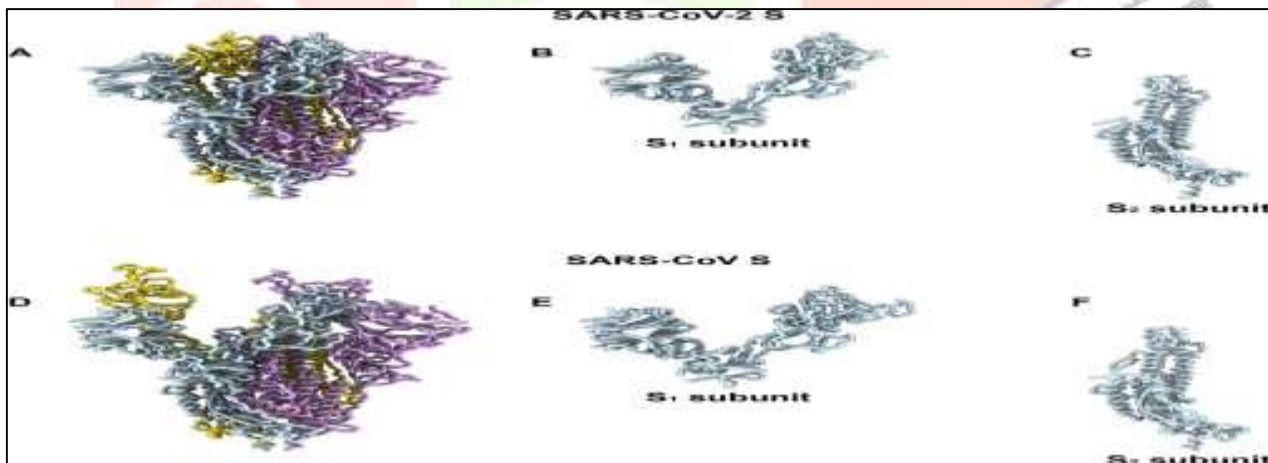 SARS-CoV-2 S
A
B
C
S₁ subunit
S₂ subunit
SARS-CoV S
D
E
F
S₁ subunit
S₂ subunit